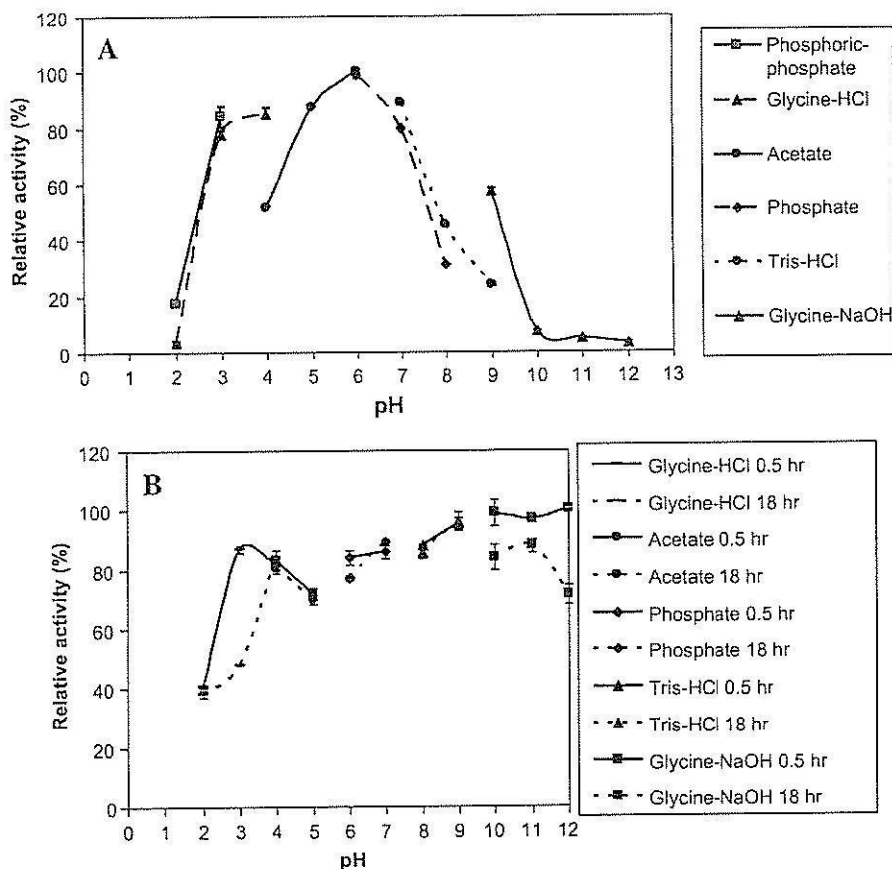 A
120
100
80
60
40
20
0
Relative activity (%)
0 1 2 3 4 5 6 7 8 9 10 11 12 13
pH
Phosphoric-
phosphate
Glycine-HCl
Acetate
Phosphate
Tris-HCl
Glycine-NaOH
B
120
100
80
60
40
20
0
Relative activity (%)
0 1 2 3 4 5 6 7 8 9 10 11 12
pH
Glycine-HCl 0.5 hr
Glycine-HCl 18 hr
Acetate 0.5 hr
Acetate 18 hr
Phosphate 0.5 hr
Phosphate 18 hr
Tris-HCl 0.5 hr
Tris-HCl 18 hr
Glycine-NaOH 0.5 hr
Glycine-NaOH 18 hr